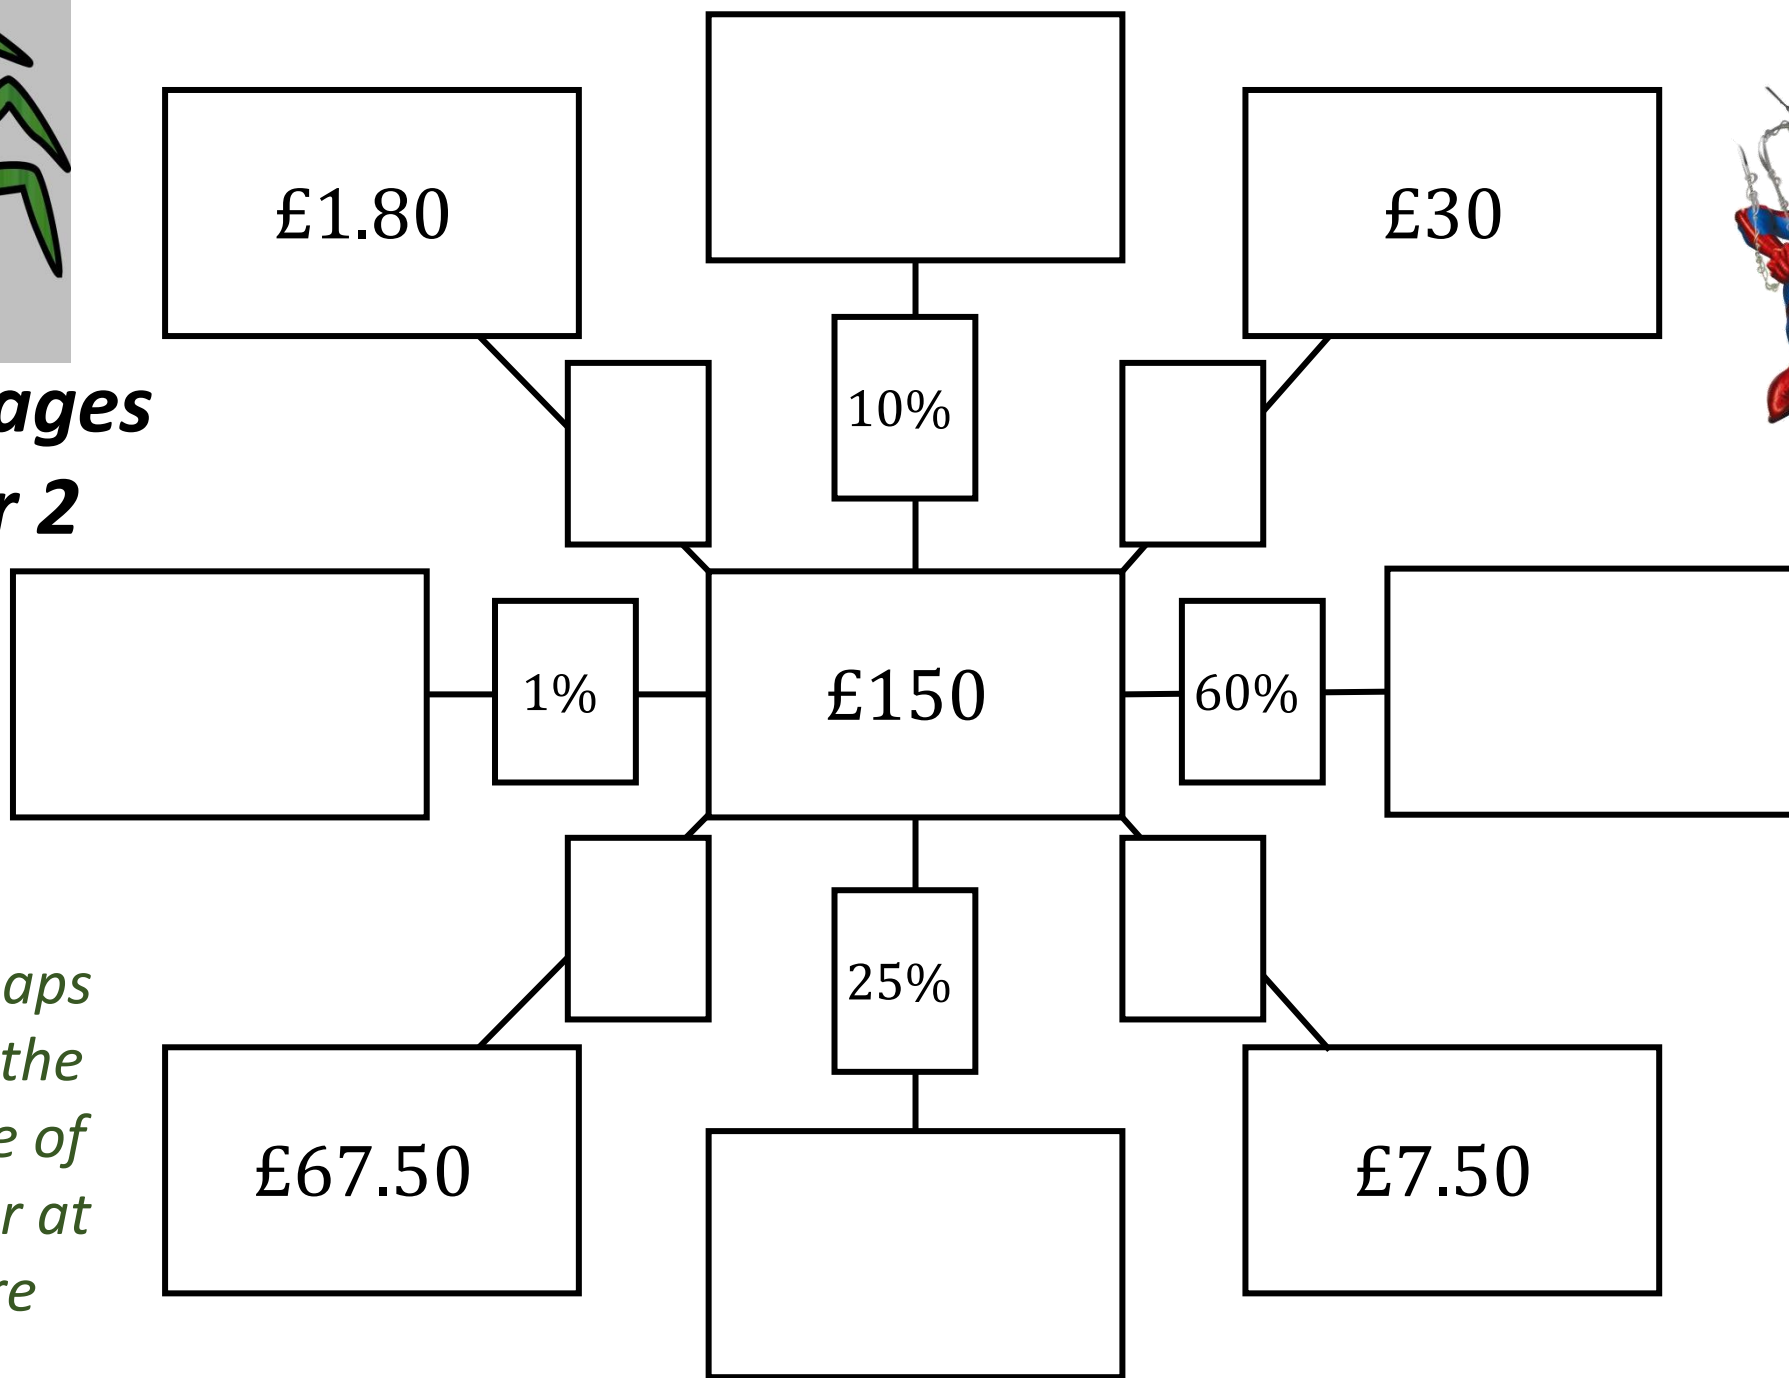 £1.80
£30
10%
ages
r 2
1%
£150
60%
25%
aps
the
e of
r at
re
£67.50
£7.50